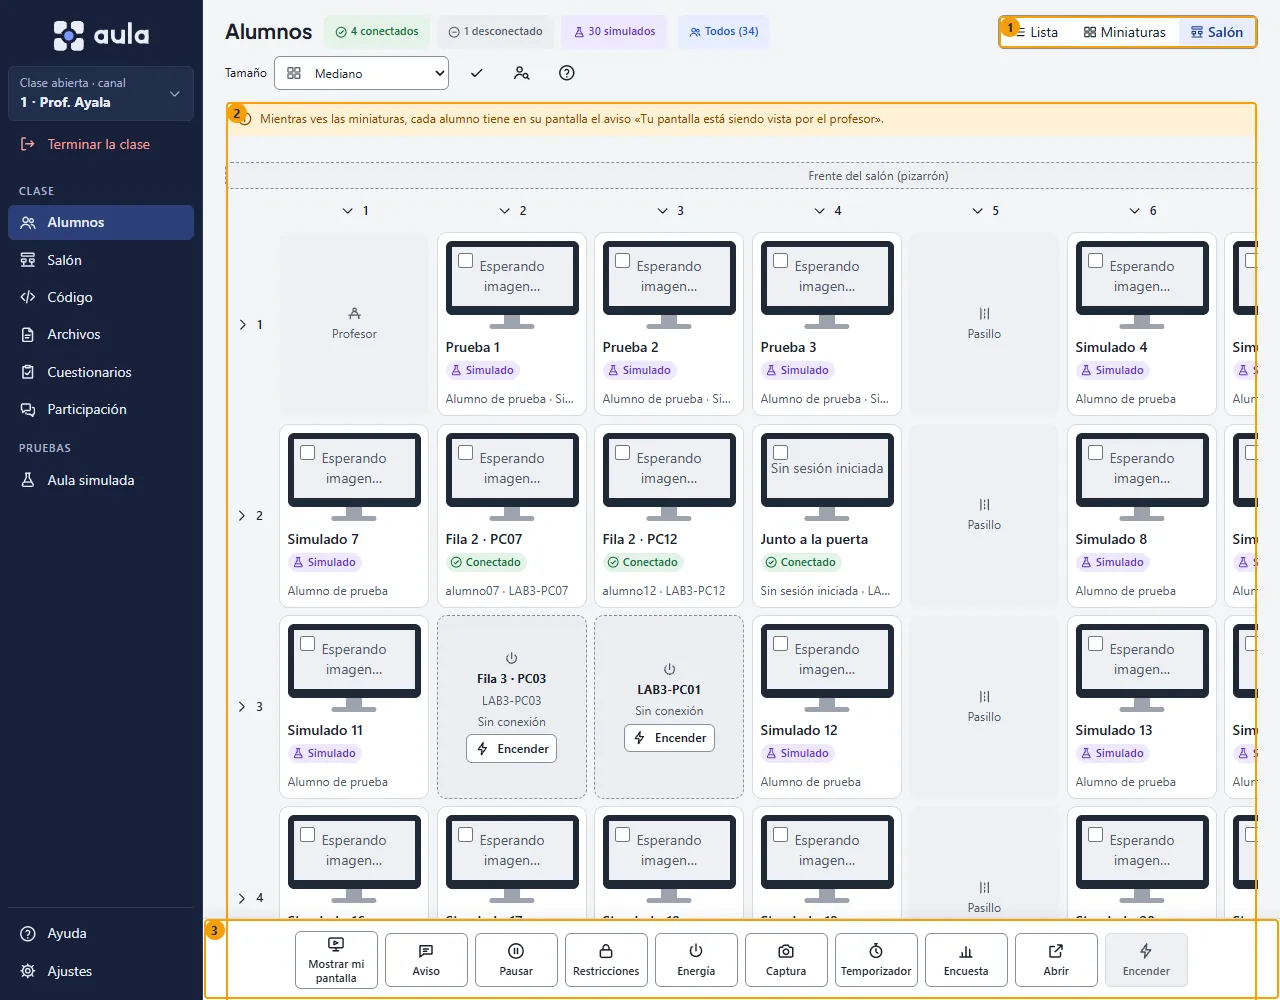 aula
Clase abierta · canal
1 · Prof. Ayala
Terminar la clase
CLASE
Alumnos
Salón
Código
Archivos
Cuestionarios
Participación
PRUEBAS
Aula simulada
Ayuda
Ajustes
Alumnos
4 conectados
1 desconectado
30 simulados
Todos (34)
1
Lista
Miniaturas
Salón
Tamaño
Mediano
2
Mientras ves las miniaturas, cada alumno tiene en su pantalla el aviso «Tu pantalla está siendo vista por el profesor».
Frente del salón (pizarrón)
1 2 3 4 5 6
1
Profesor
Esperando imagen...
Prueba 1
Simulado
Alumno de prueba · Si...
Esperando imagen...
Prueba 2
Simulado
Alumno de prueba · Si...
Esperando imagen...
Prueba 3
Simulado
Alumno de prueba · Si...
Pasillo
Esperando imagen...
Simulado 4
Simulado
Alumno de prueba
2
Esperando imagen...
Simulado 7
Simulado
Alumno de prueba
Esperando imagen...
Fila 2 · PC07
Conectado
alumno07 · LAB3-PC07
Esperando imagen...
Fila 2 · PC12
Conectado
alumno12 · LAB3-PC12
Sin sesión iniciada
Junto a la puerta
Conectado
Sin sesión iniciada · LA...
Pasillo
Esperando imagen...
Simulado 8
Simulado
Alumno de prueba
3
Esperando imagen...
Simulado 11
Simulado
Alumno de prueba
Fila 3 · PC03
LAB3-PC03
Sin conexión
Encender
LAB3-PC01
Sin conexión
Encender
Esperando imagen...
Simulado 12
Simulado
Alumno de prueba
Pasillo
Esperando imagen...
Simulado 13
Simulado
Alumno de prueba
4
Esperando imagen...
Esperando imagen...
Esperando imagen...
Esperando imagen...
Pasillo
Esperando imagen...
3
Mostrar mi pantalla
Aviso
Pausar
Restricciones
Energía
Captura
Temporizador
Encuesta
Abrir
Encender